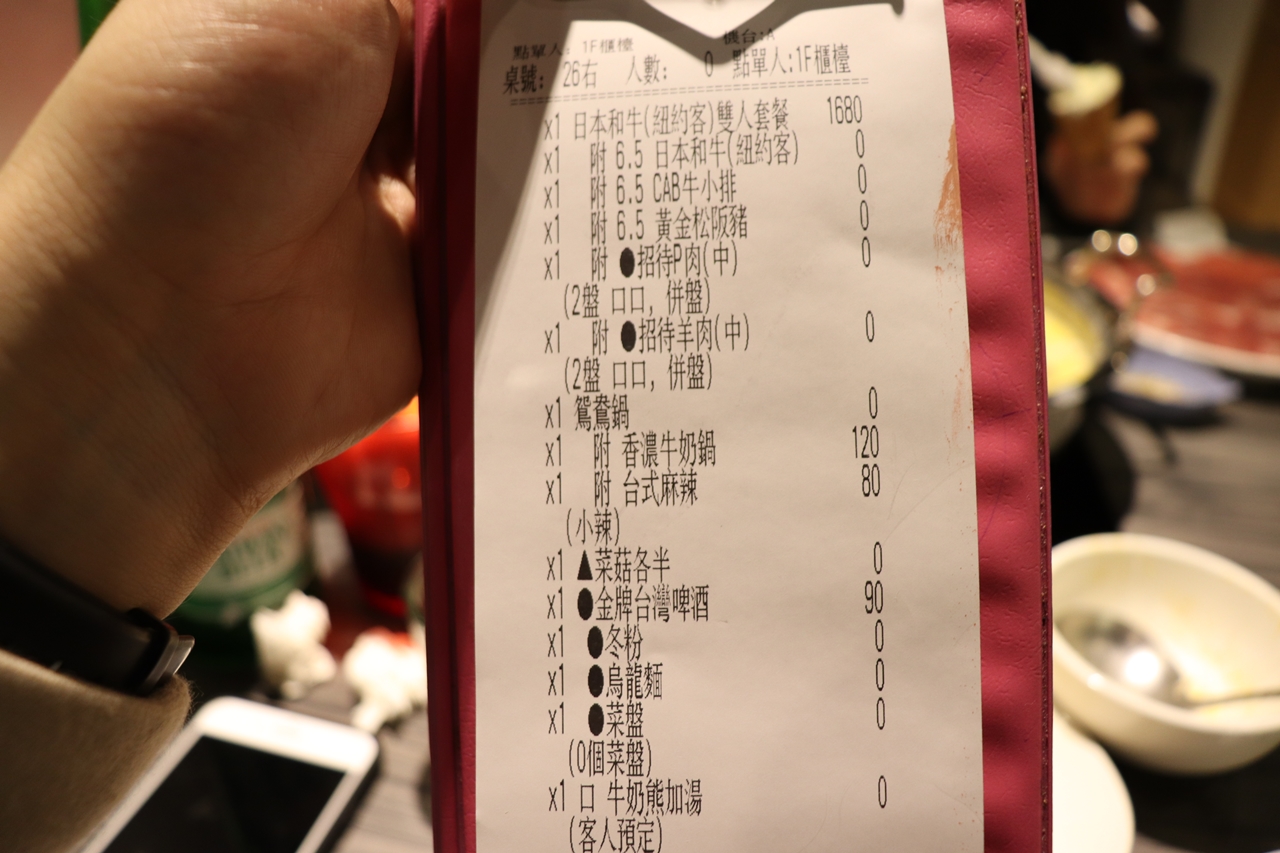 點單人: 1F櫃檯 機台:A
桌號: 26右 人數: 0 點單人:1F櫃檯
x1 日本和牛(紐約客)雙人套餐 1680
x1 附 6.5 日本和牛(紐約客) 0
x1 附 6.5 CAB牛小排 0
x1 附 6.5 黃金松阪豬 0
x1 附 ●招待P肉(中) 0
(2盤 口口, 併盤)
x1 附 ●招待羊肉(中) 0
(2盤 口口, 併盤)
x1 鴛鴦鍋 0
x1 附 香濃牛奶鍋 120
x1 附 台式麻辣 80
(小辣)
x1 ▲菜菇各半 0
x1 ●金牌台灣啤酒 90
x1 ●冬粉 0
x1 ●烏龍麵 0
x1 ●菜盤 0
(0個菜盤)
x1 口 牛奶熊加湯 0
(客人預定)